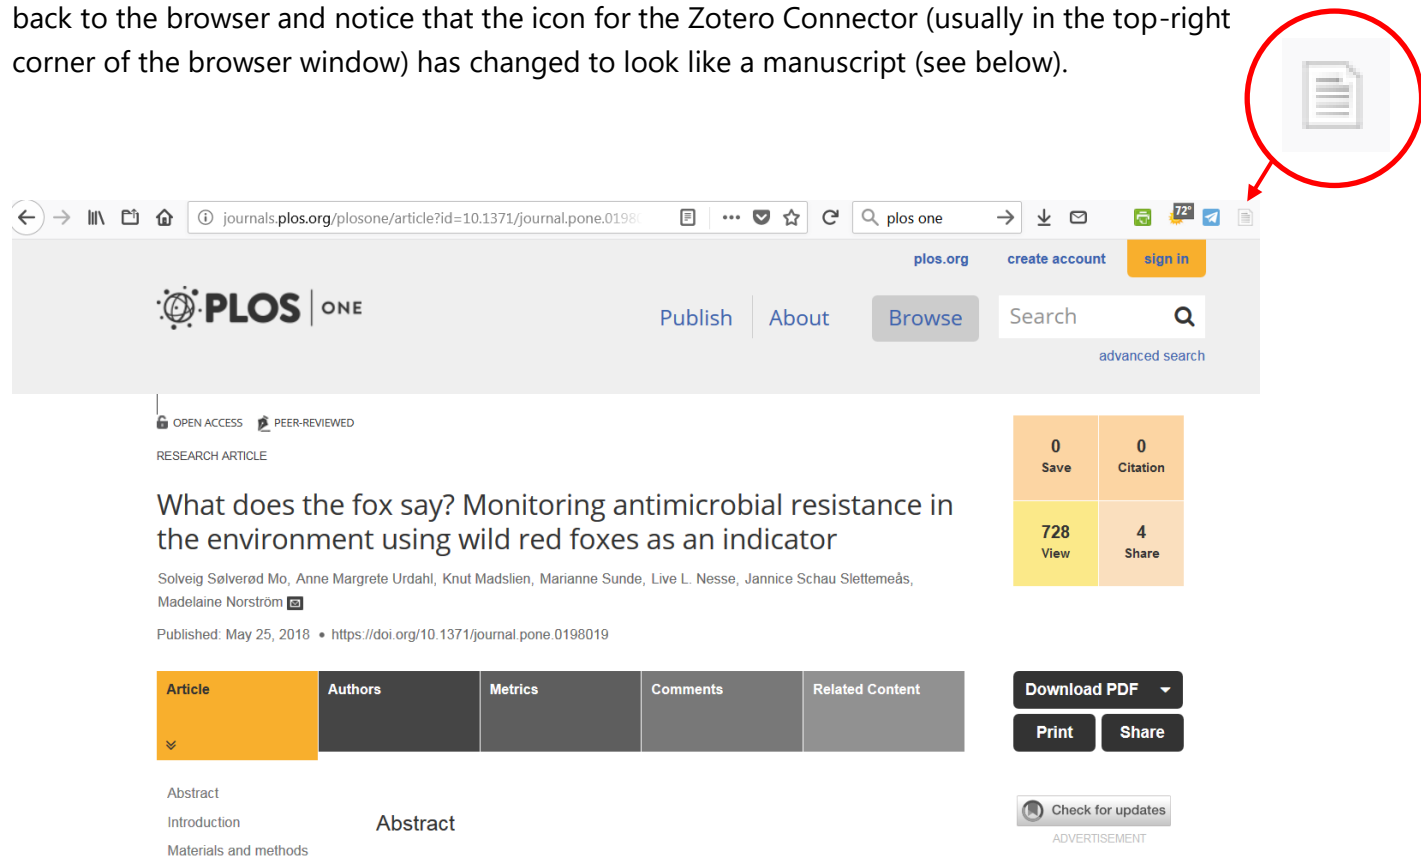 back to the browser and notice that the icon for the Zotero Connector (usually in the top-right
corner of the browser window) has changed to look like a manuscript (see below).
journals.plos.org/plosone/article?id=10.1371/journal.pone.0198
plos one
72°
plos.org
create account
sign in
PLOS ONE
Publish
About
Browse
Search
advanced search
OPEN ACCESS
PEER-REVIEWED
RESEARCH ARTICLE
What does the fox say? Monitoring antimicrobial resistance in
the environment using wild red foxes as an indicator
Solveig Sølverød Mo, Anne Margrete Urdahl, Knut Madslien, Marianne Sunde, Live L. Nesse, Jannice Schau Slettemeås,
Madelaine Norström
Published: May 25, 2018 • https://doi.org/10.1371/journal.pone.0198019
0
Save
0
Citation
728
View
4
Share
Article
Authors
Metrics
Comments
Related Content
Download PDF
Print
Share
Abstract
Introduction
Materials and methods
Abstract
Check for updates
ADVERTISEMENT